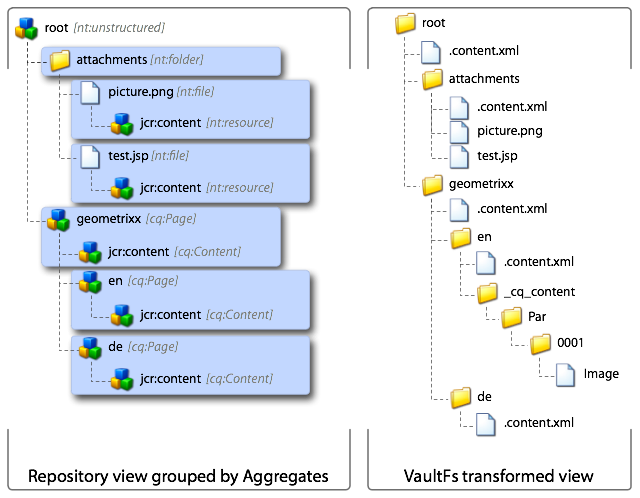 root [nt:unstructured]
attachments [nt:folder]
picture.png [nt:file]
jcr:content [nt:resource]
test.jsp [nt:file]
jcr:content [nt:resource]
geometrixx [cq:Page]
jcr:content [cq:Content]
en [cq:Page]
jcr:content [cq:Content]
de [cq:Page]
jcr:content [cq:Content]
Repository view grouped by Aggregates
root
.content.xml
attachments
.content.xml
picture.png
test.jsp
geometrixx
.content.xml
en
.content.xml
_cq_content
Par
0001
Image
de
.content.xml
VaultFs transformed view